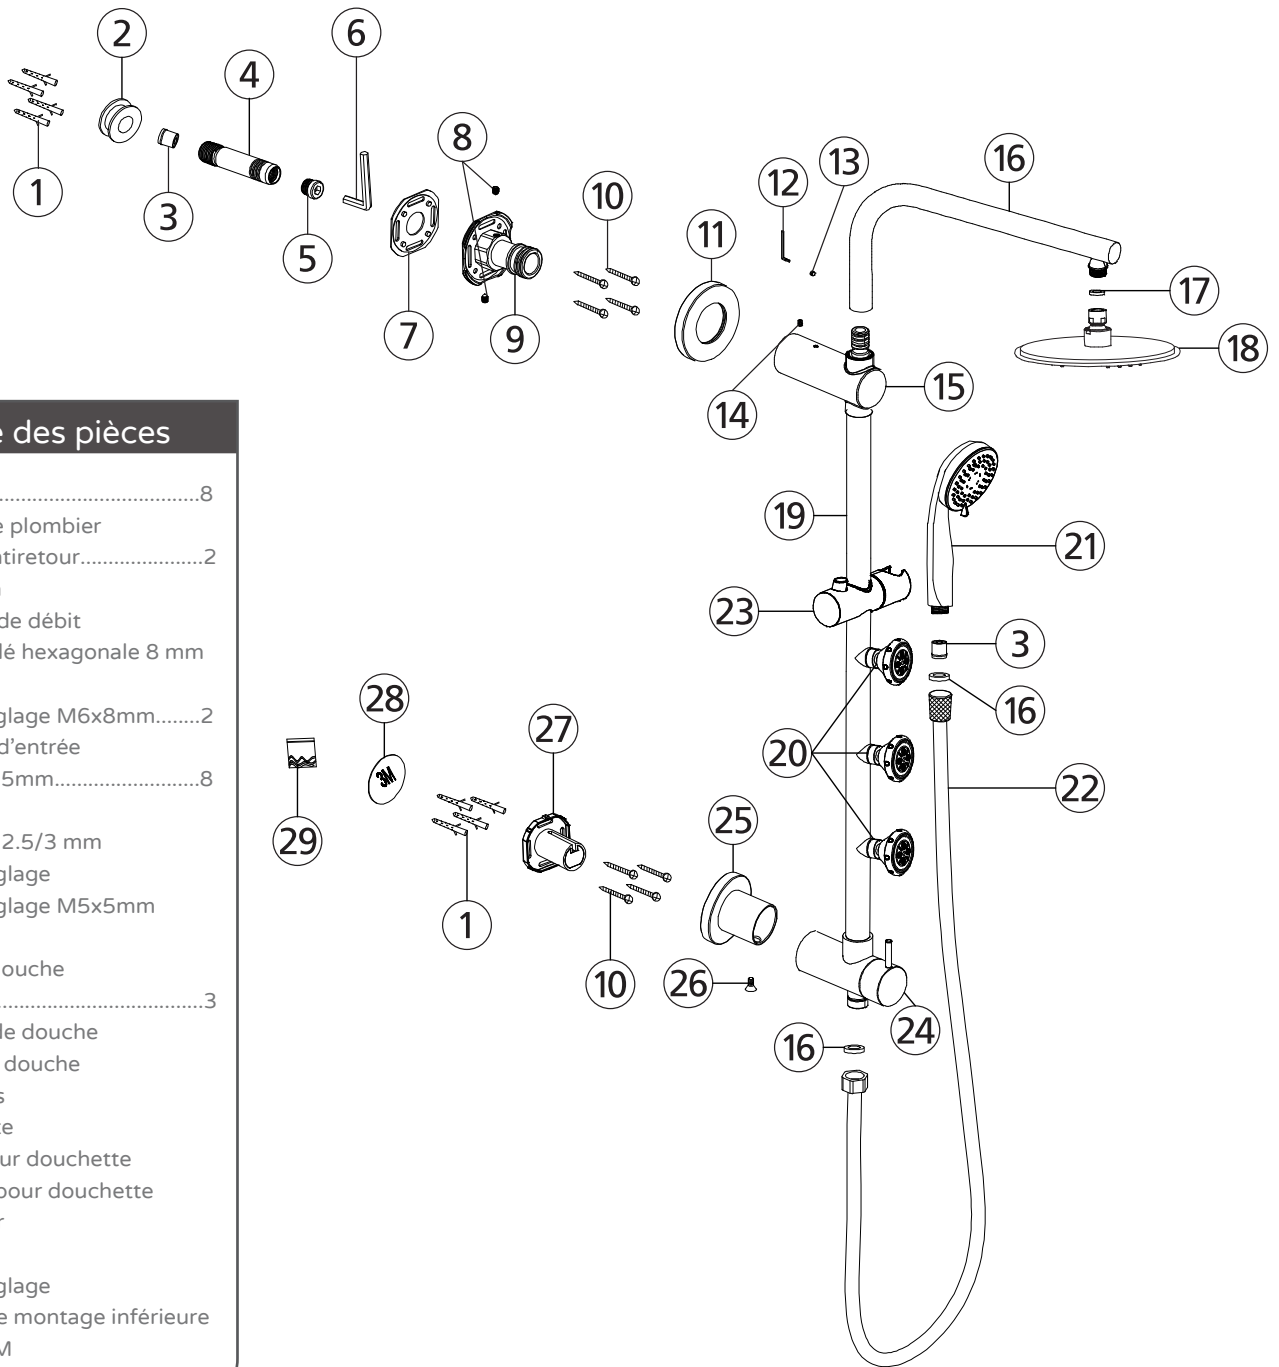 2
6
4
8
1
3
5
10
12
13
16
11
7
9
17
18
14
15
e des pièces
........................................8
e plombier
ntiretour......................2
de débit
lé hexagonale 8 mm
glage M6x8mm.......2
d'entrée
5mm..........................8
2.5/3 mm
glage
glage M5x5mm
ouche
........................................3
le douche
douche
ur douchette
pour douchette
glage
e montage inférieure
M
19
21
23
3
16
28
27
20
22
29
25
1
10
26
24
16
3M